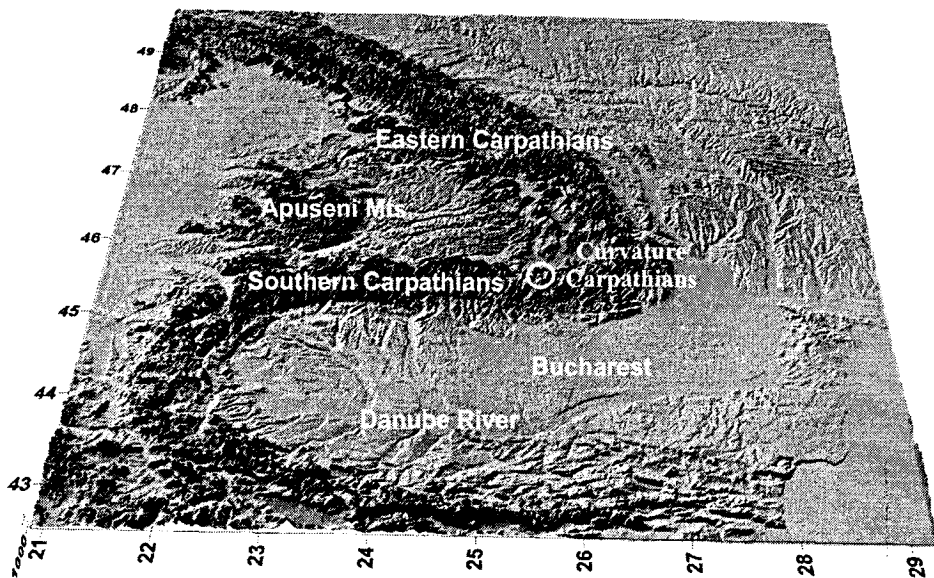 49
48
Eastern Carpathians
47
Apuseni Mts
46
Curvature
Southern Carpathians
Carpathians
45
Bucharest
44
Danube River
43
1000
21 22 23 24 25 26 27 28 29